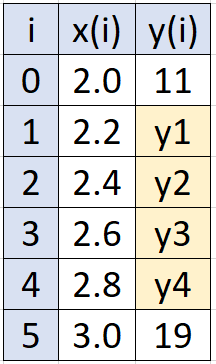 i x(i) y(i)
0 2.0 11
1 2.2 y1
2 2.4 y2
3 2.6 y3
4 2.8 y4
5 3.0 19